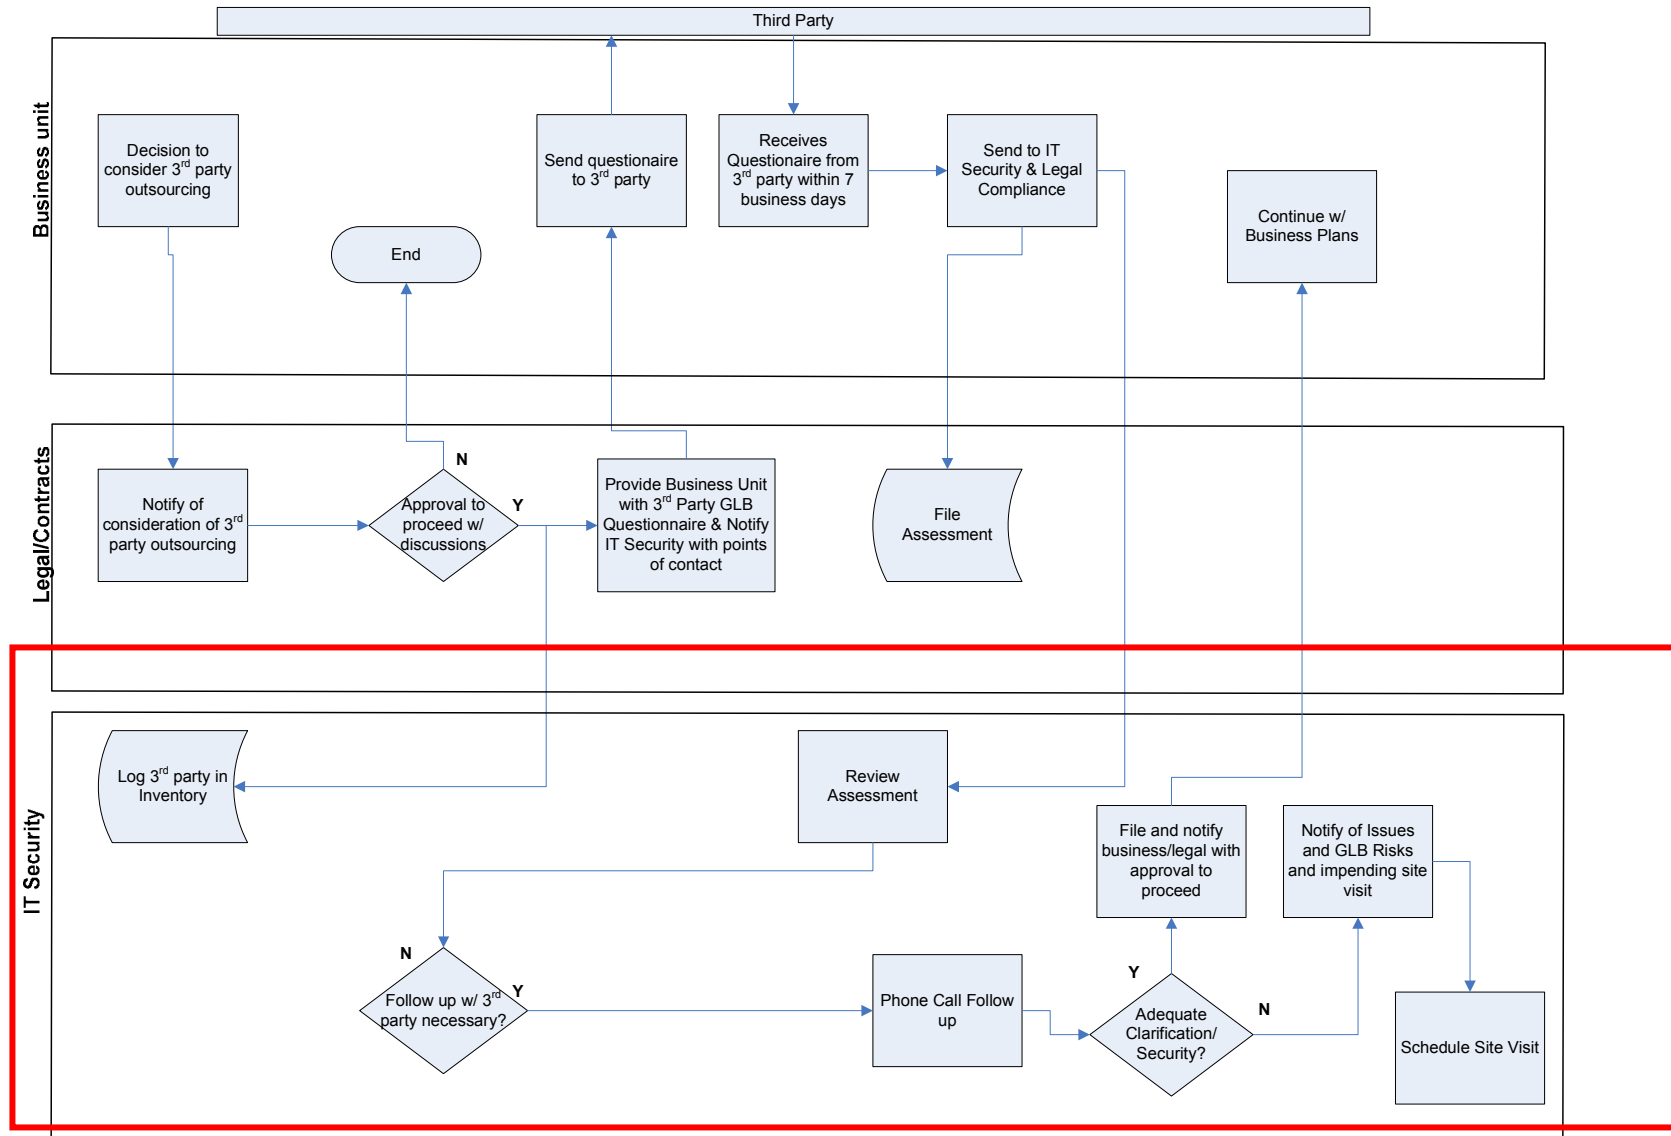 Third Party
Business unit
Decision to
consider 3rd party
outsourcing
End
Send questionaire
to 3rd party
Receives
Questionaire from
3rd party within 7
business days
Send to IT
Security & Legal
Compliance
Continue w/
Business Plans
Legal/Contracts
Notify of
consideration of 3rd
party outsourcing
N
Approval to
proceed w/
discussions
Y
Provide Business Unit
with 3rd Party GLB
Questionnaire & Notify
IT Security with points
of contact
File
Assessment
IT Security
Log 3rd party in
Inventory
Review
Assessment
File and notify
business/legal with
approval to
proceed
Notify of Issues
and GLB Risks
and impending site
visit
N
Follow up w/ 3rd
party necessary?
Y
Phone Call Follow
up
Y
Adequate
Clarification/
Security?
N
Schedule Site Visit